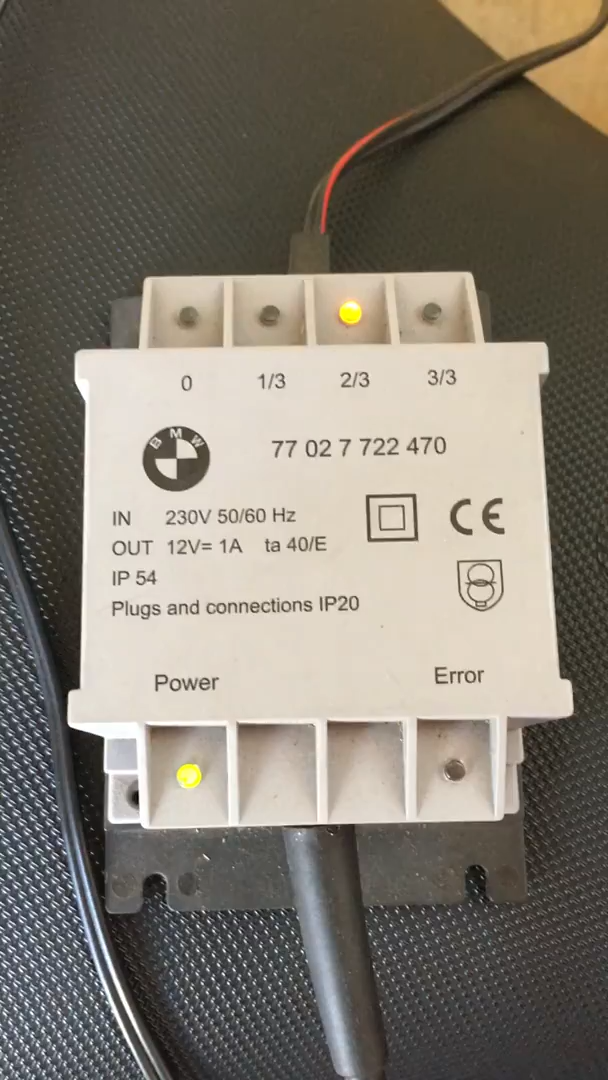 0 1/3 2/3 3/3
BMW 77 02 7 722 470
IN 230V 50/60 Hz
OUT 12V= 1A ta 40/E
IP 54
Plugs and connections IP20
CE
Power Error